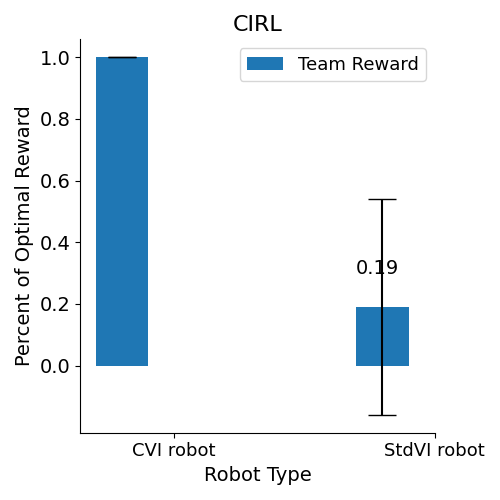 CIRL
Team Reward
Percent of Optimal Reward
1.0
0.8
0.6
0.4
0.2
0.0
0.19
CVI robot
StdVI robot
Robot Type